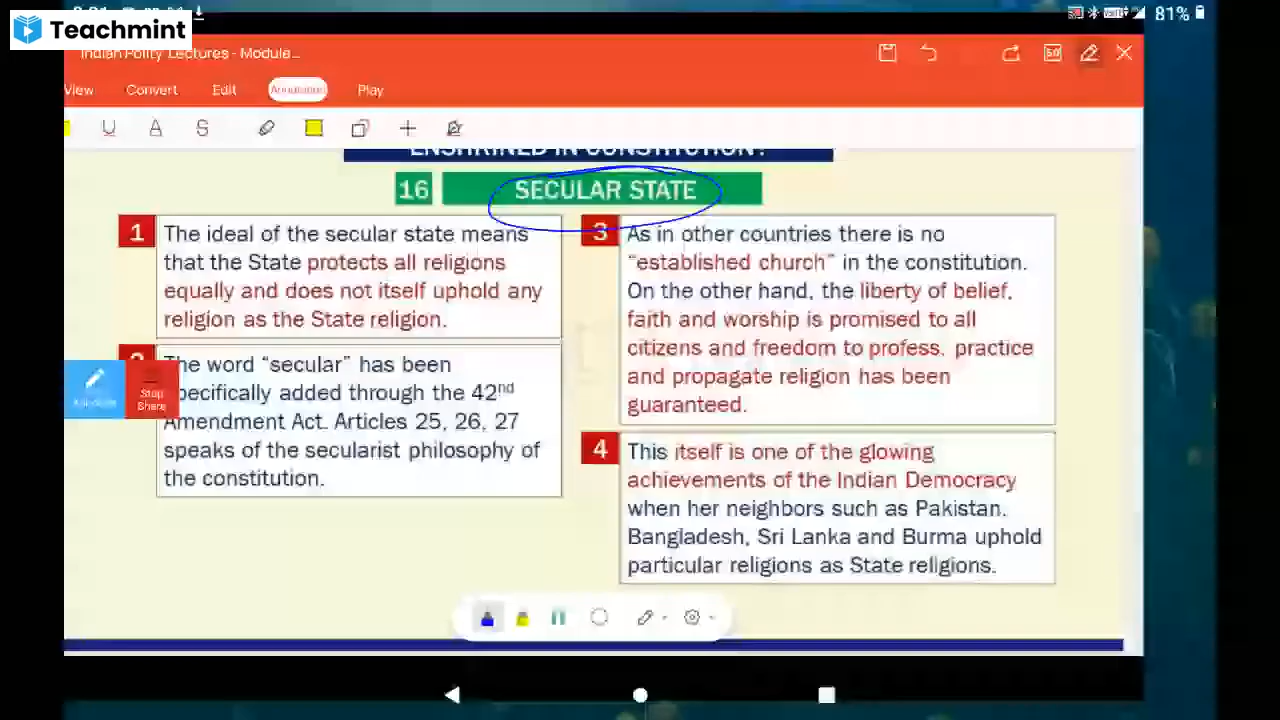 81%
Teachmint
Indian Polity Lectures - Module...
View Convert Edit Annotation Play
U A S
ENSHRINED IN CONSTITUTION?
16 SECULAR STATE
1 The ideal of the secular state means
that the State protects all religions
equally and does not itself uphold any
religion as the State religion.
The word “secular” has been
specifically added through the 42nd
Amendment Act. Articles 25, 26, 27
speaks of the secularist philosophy of
the constitution.
Stop
Share
3 As in other countries there is no
“established church” in the constitution.
On the other hand, the liberty of belief,
faith and worship is promised to all
citizens and freedom to profess, practice
and propagate religion has been
guaranteed.
4 This itself is one of the glowing
achievements of the Indian Democracy
when her neighbors such as Pakistan,
Bangladesh, Sri Lanka and Burma uphold
particular religions as State religions.